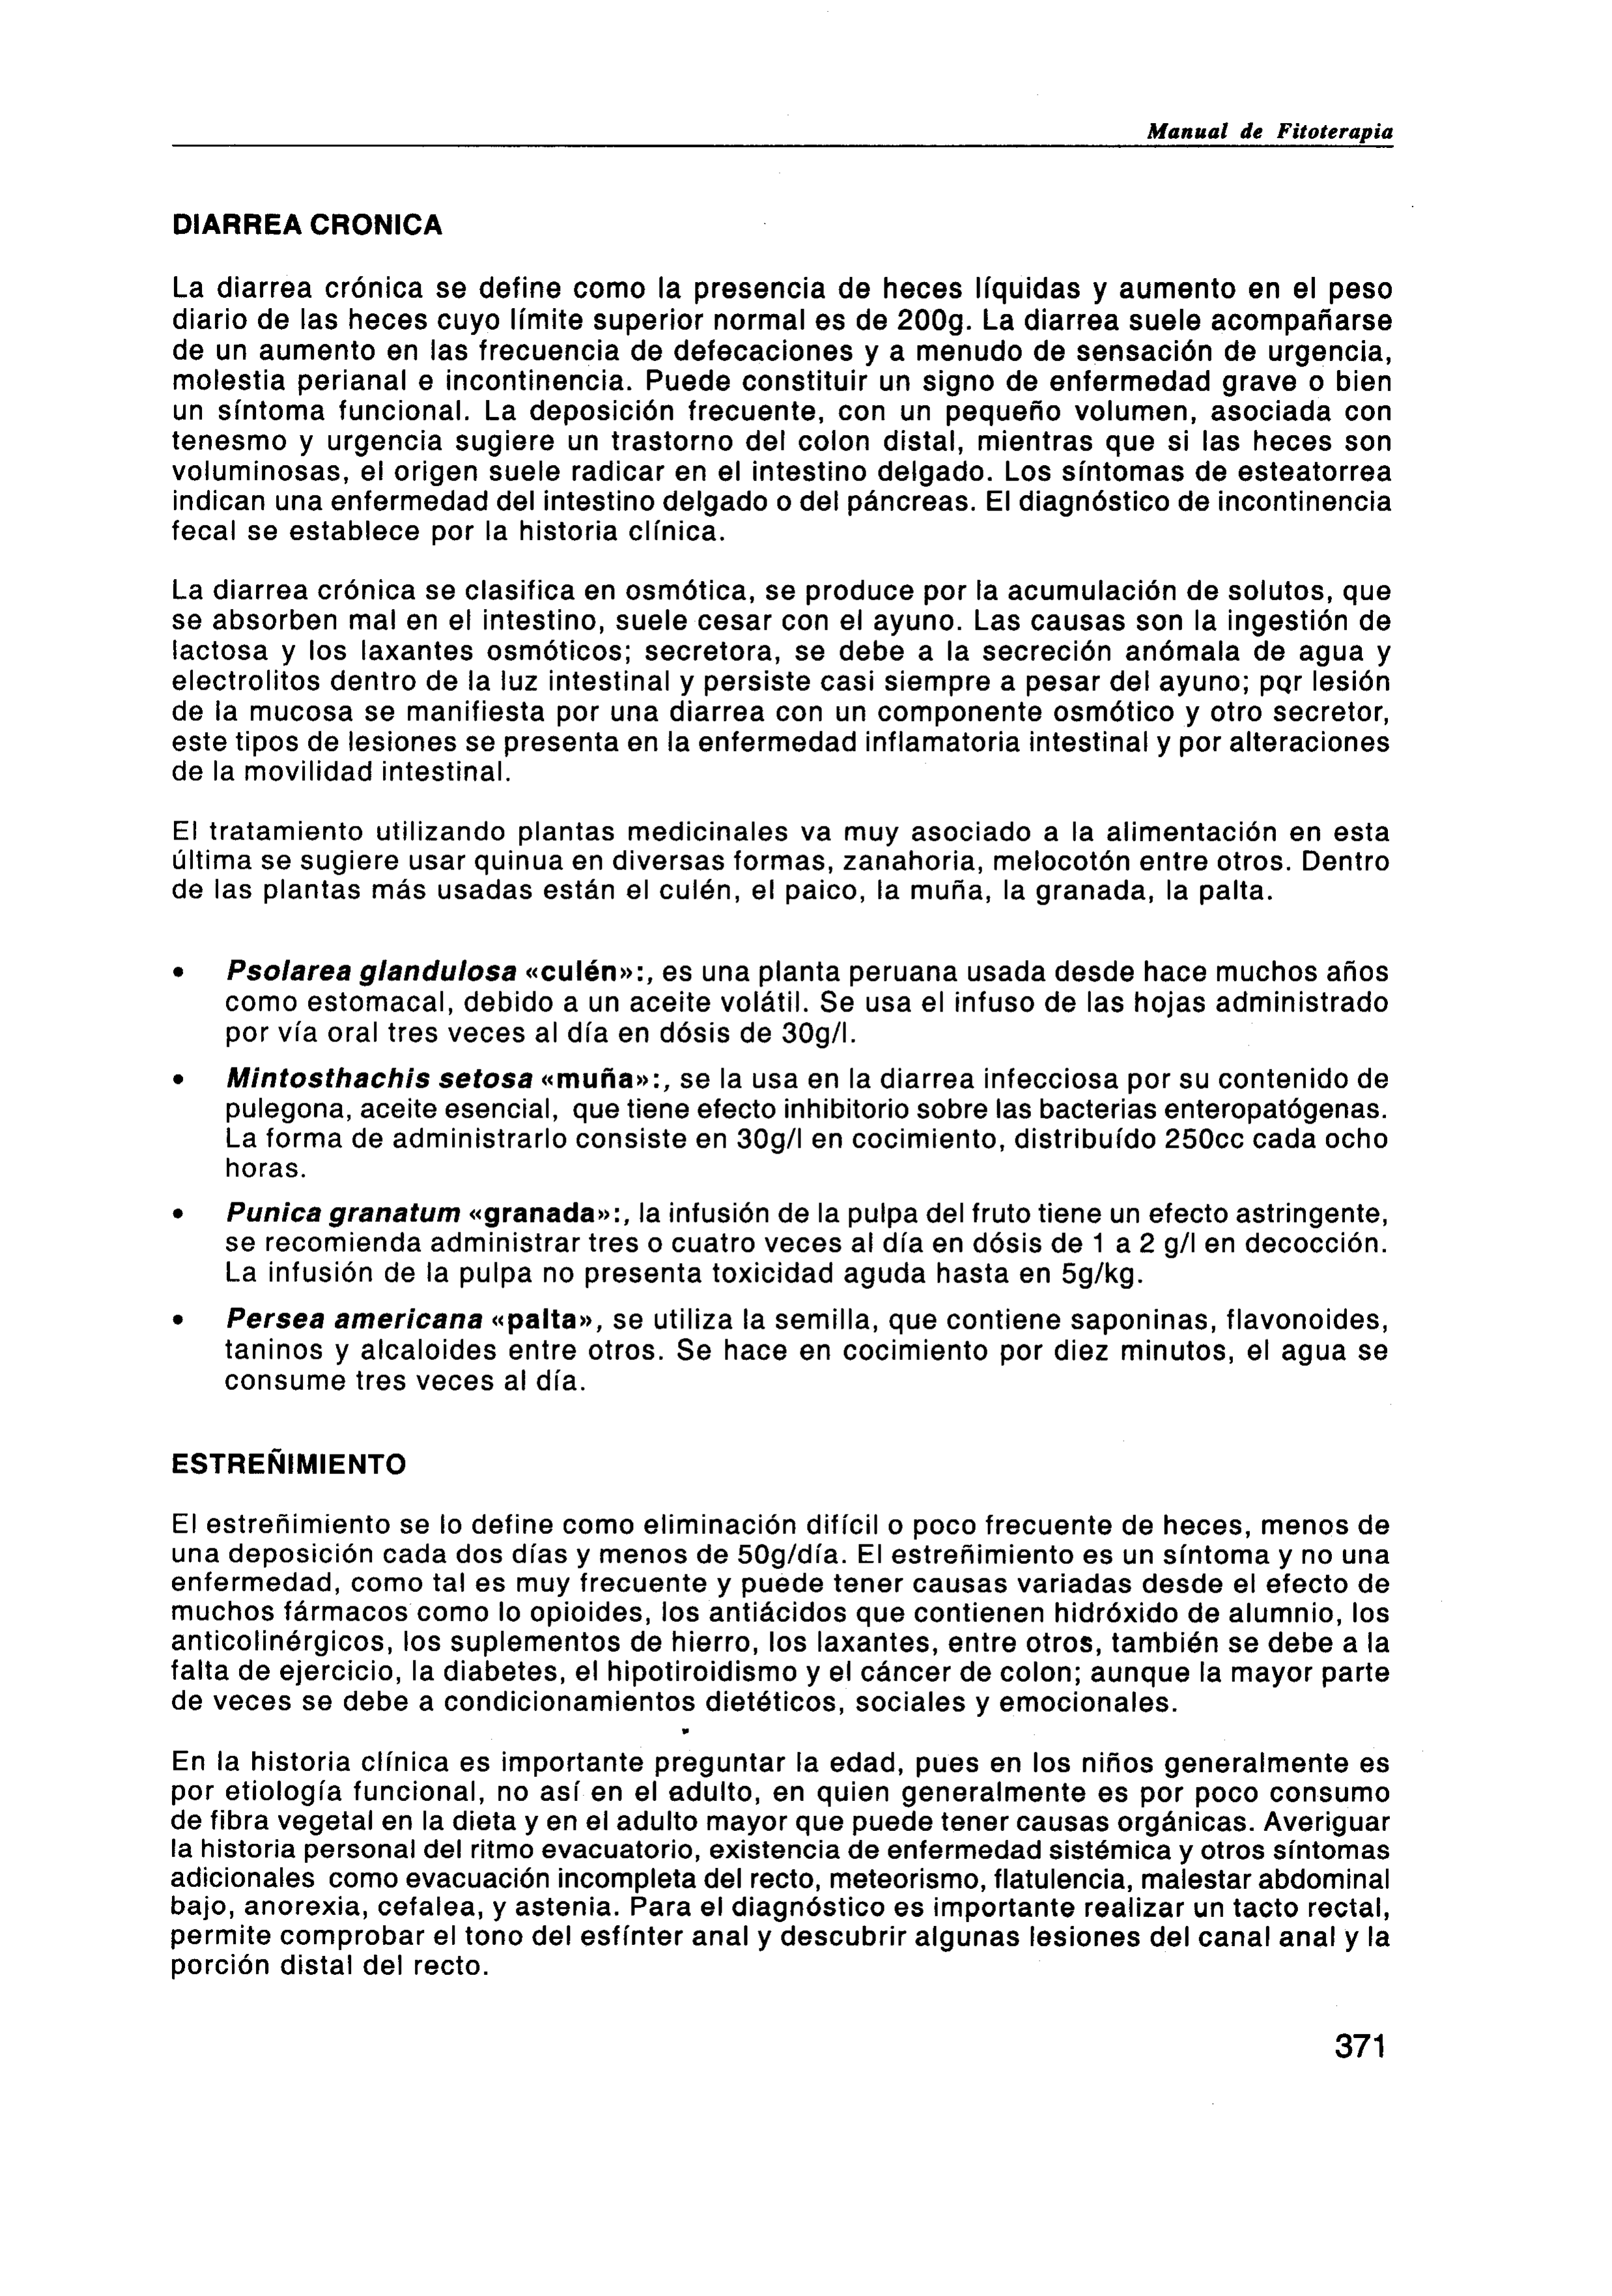 Manual de Fitoterapia
DIARREA CRONICA
La diarrea crónica se define como la presencia de heces líquidas y aumento en el peso
diario de las heces cuyo límite superior normal es de 200g. La diarrea suele acompañarse
de un aumento en las frecuencia de defecaciones y a menudo de sensación de urgencia,
molestia perianal e incontinencia. Puede constituir un signo de enfermedad grave o bien
un síntoma funcional. La deposición frecuente, con un pequeño volumen, asociada con
tenesmo y urgencia sugiere un trastorno del colon distal, mientras que si las heces son
voluminosas, el origen suele radicar en el intestino delgado. Los síntomas de esteatorrea
indican una enfermedad del intestino delgado o del páncreas. El diagnóstico de incontinencia
fecal se establece por la historia clínica.
La diarrea crónica se clasifica en osmótica, se produce por la acumulación de solutos, que
se absorben mal en el intestino, suele cesar con el ayuno. Las causas son la ingestión de
lactosa y los laxantes osmóticos; secretora, se debe a la secreción anómala de agua y
electrolitos dentro de la luz intestinal y persiste casi siempre a pesar del ayuno; por lesión
de la mucosa se manifiesta por una diarrea con un componente osmótico y otro secretor,
este tipos de lesiones se presenta en la enfermedad inflamatoria intestinal y por alteraciones
de la movilidad intestinal.
El tratamiento utilizando plantas medicinales va muy asociado a la alimentación en esta
última se sugiere usar quinua en diversas formas, zanahoria, melocotón entre otros. Dentro
de las plantas más usadas están el culén, el paico, la muña, la granada, la palta.
• Psolarea glandulosa «culén»:, es una planta peruana usada desde hace muchos años
como estomacal, debido a un aceite volátil. Se usa el infuso de las hojas administrado
por vía oral tres veces al día en dósis de 30g/l.
• Mintosthachis setosa «muña»:, se la usa en la diarrea infecciosa por su contenido de
pulegona, aceite esencial, que tiene efecto inhibitorio sobre las bacterias enteropatógenas.
La forma de administrarlo consiste en 30g/l en cocimiento, distribuído 250cc cada ocho
horas.
• Punica granatum «granada»:, la infusión de la pulpa del fruto tiene un efecto astringente,
se recomienda administrar tres o cuatro veces al día en dósis de 1 a 2 g/l en decocción.
La infusión de la pulpa no presenta toxicidad aguda hasta en 5g/kg.
• Persea americana «palta», se utiliza la semilla, que contiene saponinas, flavonoides,
taninos y alcaloides entre otros. Se hace en cocimiento por diez minutos, el agua se
consume tres veces al día.
ESTREÑIMIENTO
El estreñimiento se lo define como eliminación difícil o poco frecuente de heces, menos de
una deposición cada dos días y menos de 50g/día. El estreñimiento es un síntoma y no una
enfermedad, como tal es muy frecuente y puede tener causas variadas desde el efecto de
muchos fármacos como lo opioides, los antiácidos que contienen hidróxido de alumnio, los
anticolinérgicos, los suplementos de hierro, los laxantes, entre otros, también se debe a la
falta de ejercicio, la diabetes, el hipotiroidismo y el cáncer de colon; aunque la mayor parte
de veces se debe a condicionamientos dietéticos, sociales y emocionales.
En la historia clínica es importante preguntar la edad, pues en los niños generalmente es
por etiología funcional, no así en el adulto, en quien generalmente es por poco consumo
de fibra vegetal en la dieta y en el adulto mayor que puede tener causas orgánicas. Averiguar
la historia personal del ritmo evacuatorio, existencia de enfermedad sistémica y otros síntomas
adicionales como evacuación incompleta del recto, meteorismo, flatulencia, malestar abdominal
bajo, anorexia, cefalea, y astenia. Para el diagnóstico es importante realizar un tacto rectal,
permite comprobar el tono del esfínter anal y descubrir algunas lesiones del canal anal y la
porción distal del recto.
371